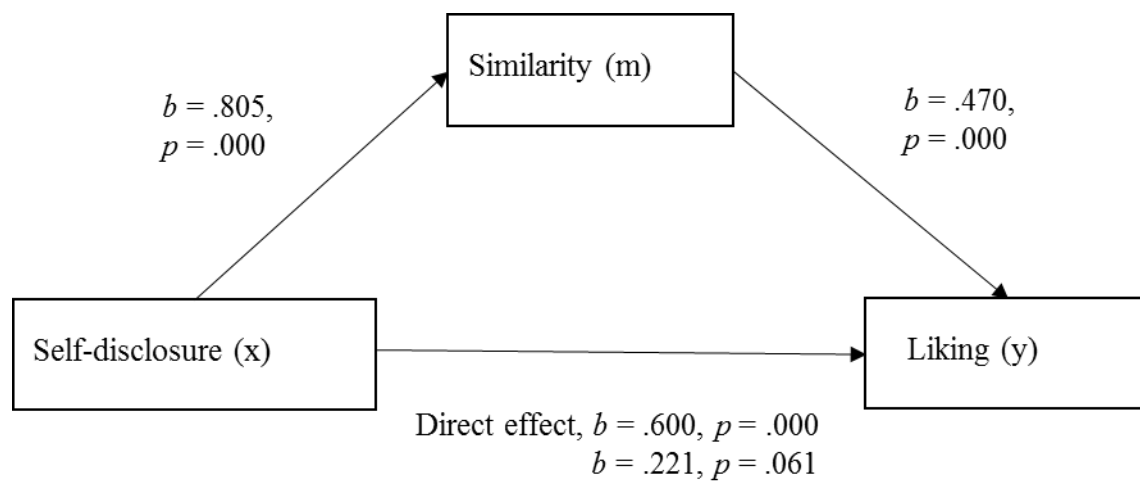 Similarity (m)
b = .805,
p = .000
b = .470,
p = .000
Self-disclosure (x)
Liking (y)
Direct effect, b = .600, p = .000
b = .221, p = .061